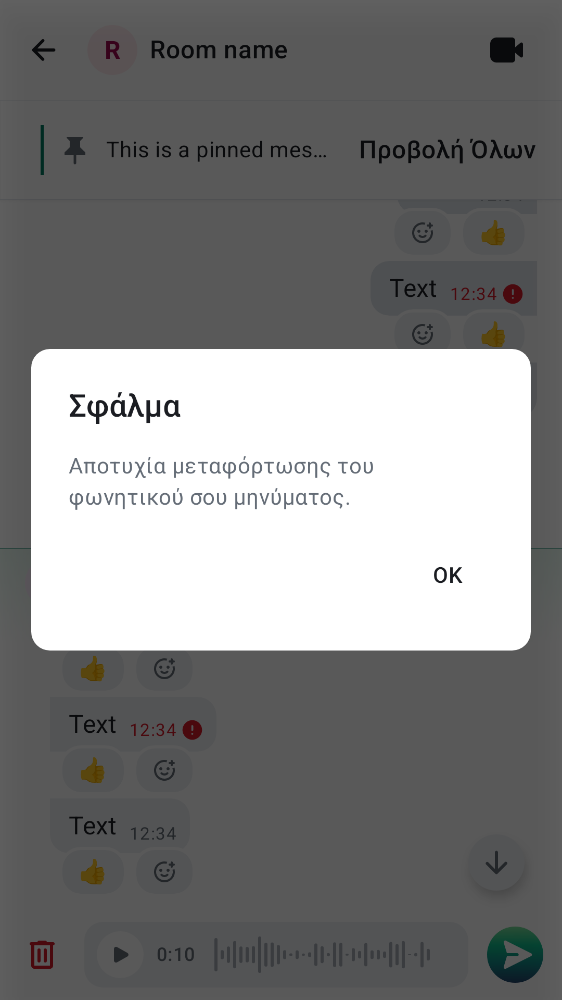 R Room name
This is a pinned mes… Προβολή Όλων
Text 12:34
Σφάλμα
Αποτυχία μεταφόρτωσης του
φωνητικού σου μηνύματος.
OK
Text 12:34
Text 12:34
0:10